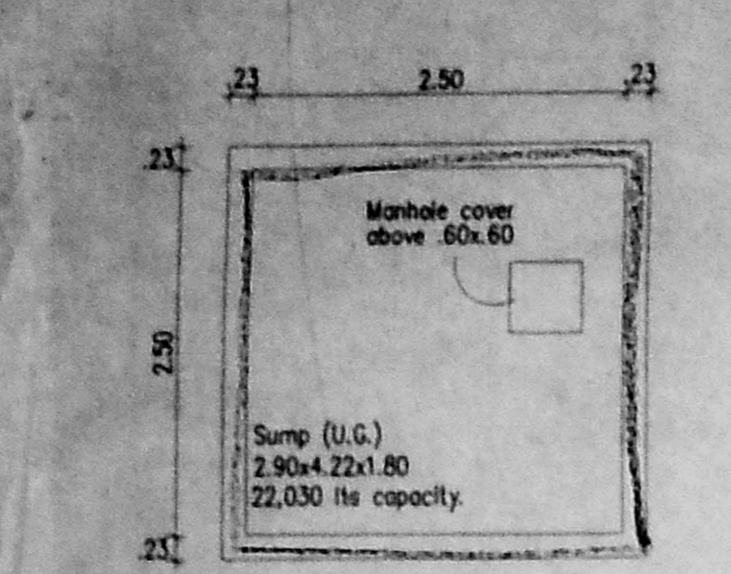 .23 2.50 .23
.23
Manhole cover
above .60x.60
2.50
Sump (U.G.)
2.90x4.22x1.80
22,030 lts capacity.
.23